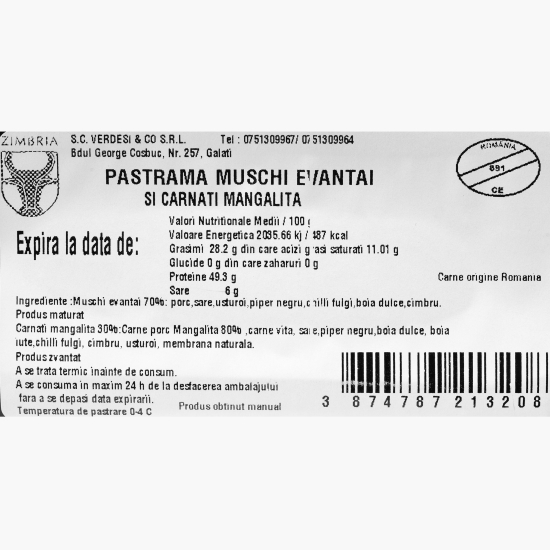 ZIMBRIA
S.C. VERDESI & CO S.R.L. Tel : 0751309967/ 0751309964
Bdul George Cosbuc, Nr. 257, Galati
ROMANIA
691
CE
PASTRAMA MUSCHI EVANTAI
SI CARNATI MANGALITA
Valori Nutritionale Medii / 100 g
Valoare Energetica 2035.66 kj / 487 kcal
Expira la data de:
Grasimi 28.2 g din care acizi grasi saturati 11.01 g
Glucide 0 g din care zaharuri 0 g
Proteine 49.3 g
Carne origine Romania
Sare 6 g
Ingrediente :Muschi evantai 70%: porc,sare,usturoi,piper negru,chilli fulgi,boia dulce,cimbru.
Produs maturat
Carnati mangalita 30%:Carne porc Mangalita 80% ,carne vita, sare,piper negru,boia dulce, boia
iute,chilli fulgi, cimbru, usturoi, membrana naturala.
Produs zvantat
A se trata termic inainte de consum.
A se consuma in maxim 24 h de la desfacerea ambalajului
fara a se depasi data expirarii.
Temperatura de pastrare 0-4 C
Produs obtinut manual
3 874787 213208